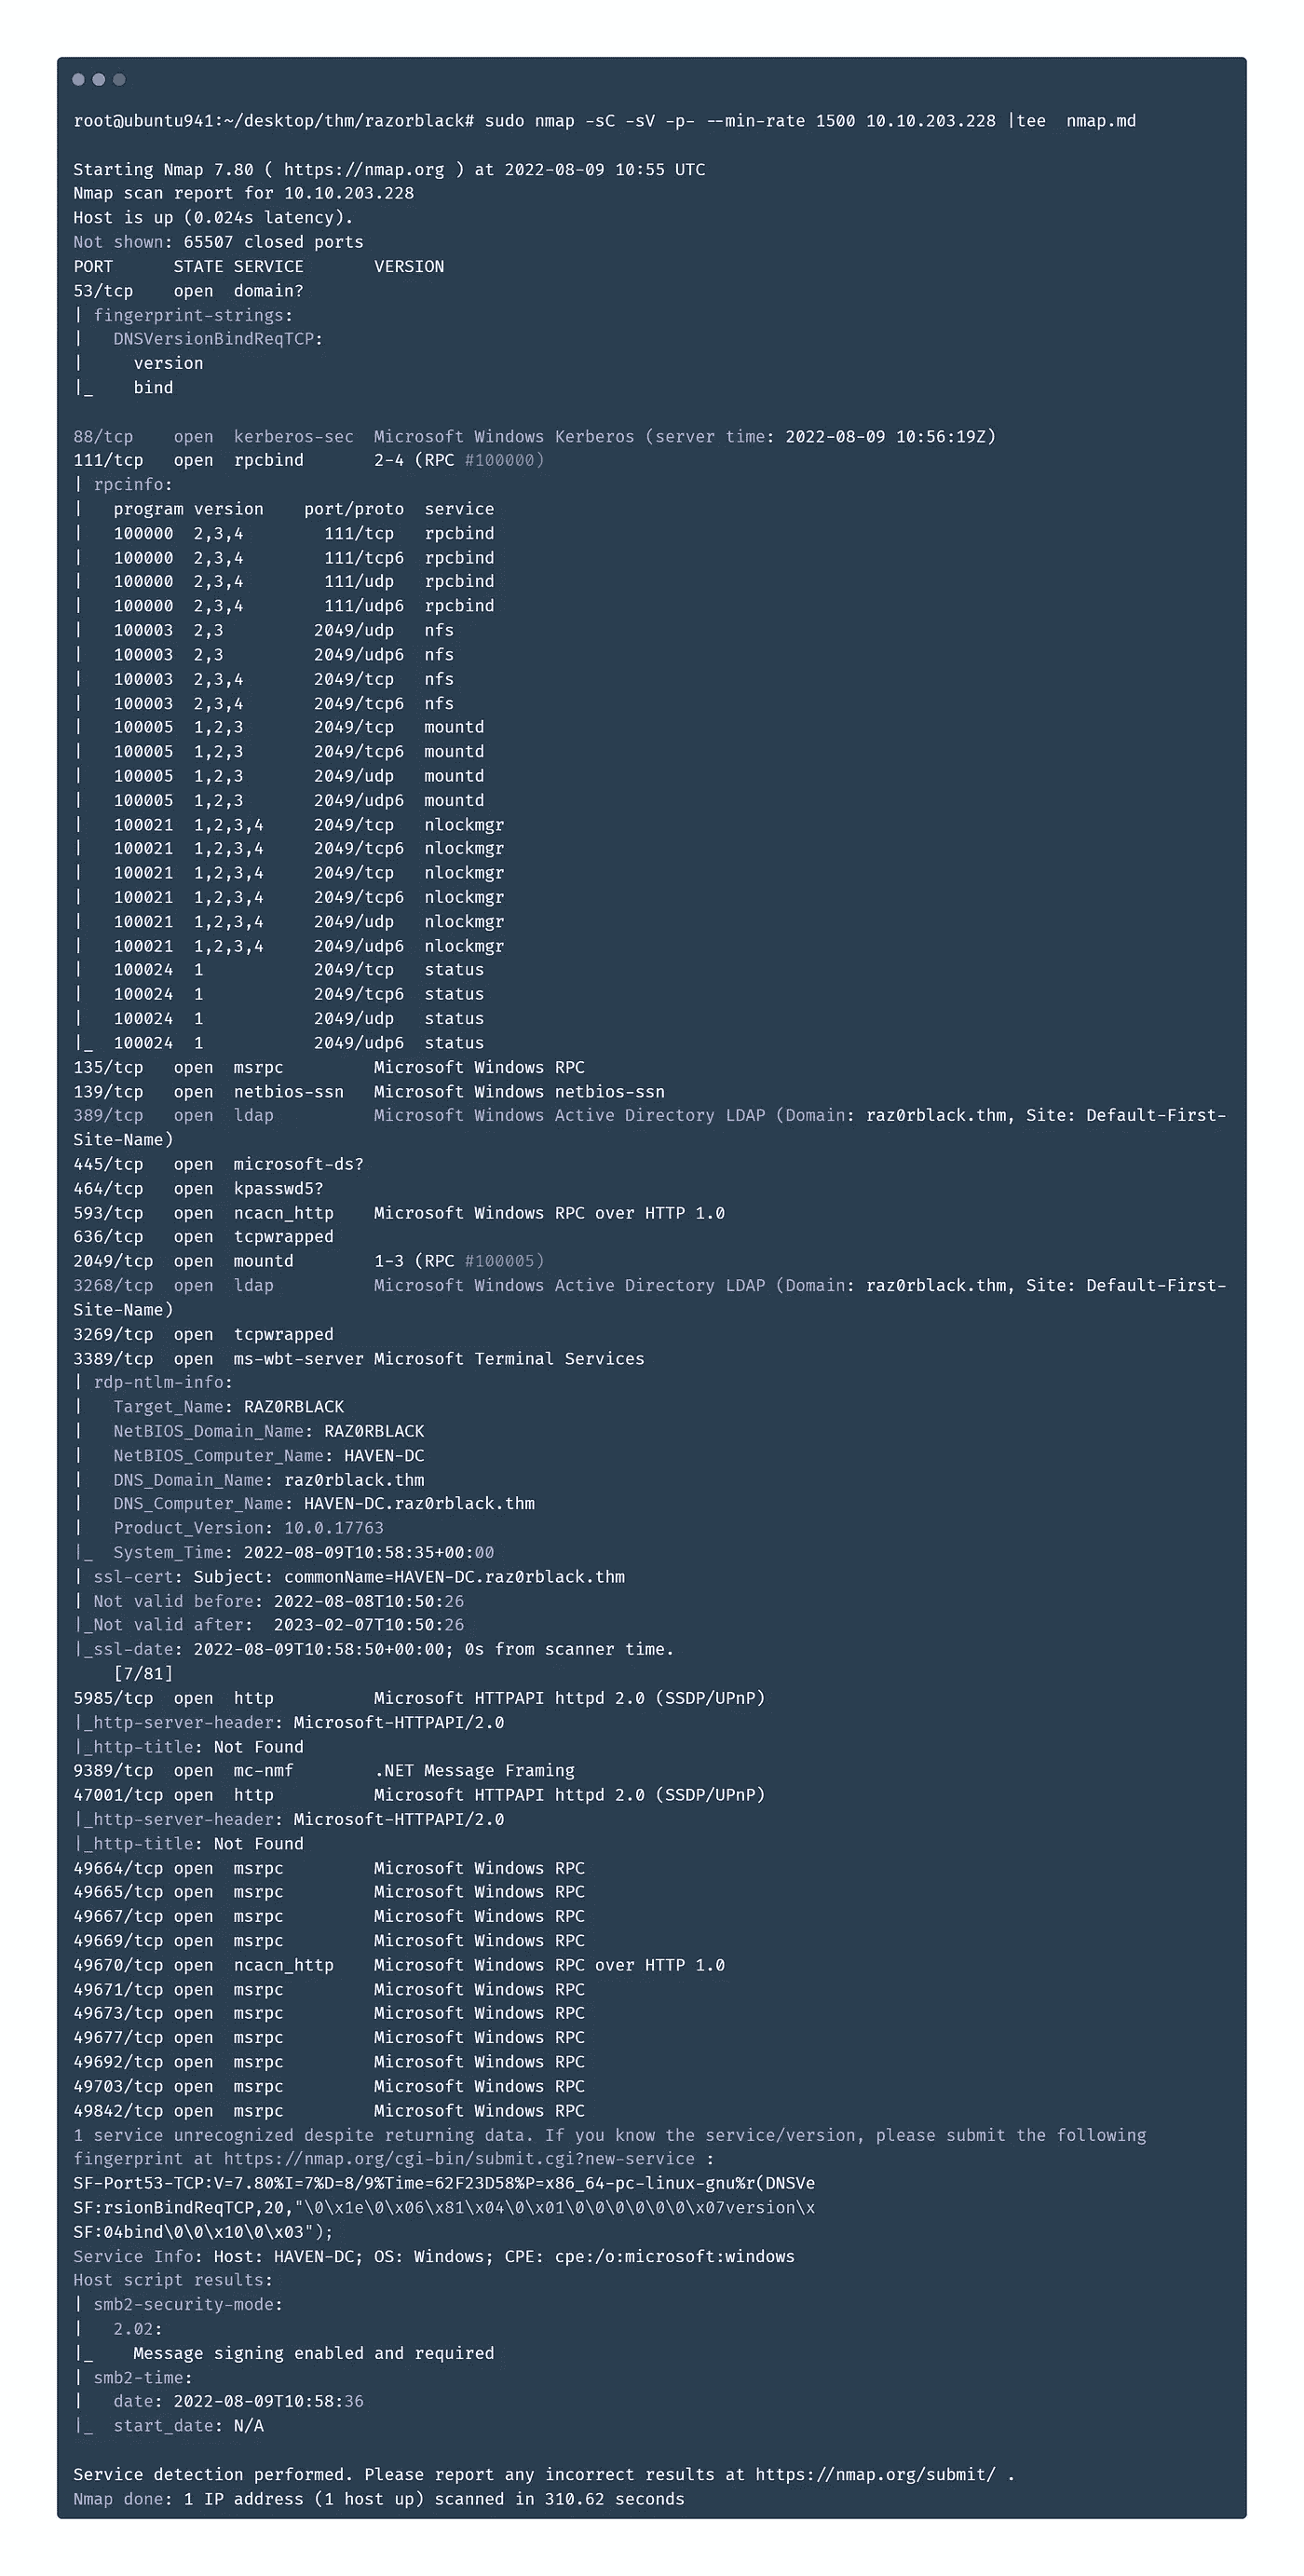 root@ubuntu941:~/desktop/thm/razorblack# sudo nmap -sC -sV -p- --min-rate 1500 10.10.203.228 |tee  nmap.md

Starting Nmap 7.80 ( https://nmap.org ) at 2022-08-09 10:55 UTC
Nmap scan report for 10.10.203.228
Host is up (0.024s latency).
Not shown: 65507 closed ports
PORT      STATE SERVICE       VERSION
53/tcp    open  domain?
| fingerprint-strings:
|   DNSVersionBindReqTCP:
|     version
|_    bind

88/tcp    open  kerberos-sec  Microsoft Windows Kerberos (server time: 2022-08-09 10:56:19Z)
111/tcp   open  rpcbind       2-4 (RPC #100000)
| rpcinfo:
|   program version    port/proto  service
|   100000  2,3,4        111/tcp   rpcbind
|   100000  2,3,4        111/tcp6  rpcbind
|   100000  2,3,4        111/udp   rpcbind
|   100000  2,3,4        111/udp6  rpcbind
|   100003  2,3         2049/udp   nfs
|   100003  2,3         2049/udp6  nfs
|   100003  2,3,4       2049/tcp   nfs
|   100003  2,3,4       2049/tcp6  nfs
|   100005  1,2,3       2049/tcp   mountd
|   100005  1,2,3       2049/tcp6  mountd
|   100005  1,2,3       2049/udp   mountd
|   100005  1,2,3       2049/udp6  mountd
|   100021  1,2,3,4     2049/tcp   nlockmgr
|   100021  1,2,3,4     2049/tcp6  nlockmgr
|   100021  1,2,3,4     2049/tcp   nlockmgr
|   100021  1,2,3,4     2049/tcp6  nlockmgr
|   100021  1,2,3,4     2049/udp   nlockmgr
|   100021  1,2,3,4     2049/udp6  nlockmgr
|   100024  1           2049/tcp   status
|   100024  1           2049/tcp6  status
|   100024  1           2049/udp   status
|_  100024  1           2049/udp6  status
135/tcp   open  msrpc         Microsoft Windows RPC
139/tcp   open  netbios-ssn   Microsoft Windows netbios-ssn
389/tcp   open  ldap          Microsoft Windows Active Directory LDAP (Domain: raz0rblack.thm, Site: Default-First-
Site-Name)
445/tcp   open  microsoft-ds?
464/tcp   open  kpasswd5?
593/tcp   open  ncacn_http    Microsoft Windows RPC over HTTP 1.0
636/tcp   open  tcpwrapped
2049/tcp  open  mountd        1-3 (RPC #100005)
3268/tcp  open  ldap          Microsoft Windows Active Directory LDAP (Domain: raz0rblack.thm, Site: Default-First-
Site-Name)
3269/tcp  open  tcpwrapped
3389/tcp  open  ms-wbt-server Microsoft Terminal Services
| rdp-ntlm-info:
|   Target_Name: RAZ0RBLACK
|   NetBIOS_Domain_Name: RAZ0RBLACK
|   NetBIOS_Computer_Name: HAVEN-DC
|   DNS_Domain_Name: raz0rblack.thm
|   DNS_Computer_Name: HAVEN-DC.raz0rblack.thm
|   Product_Version: 10.0.17763
|_  System_Time: 2022-08-09T10:58:35+00:00
| ssl-cert: Subject: commonName=HAVEN-DC.raz0rblack.thm
| Not valid before: 2022-08-08T10:50:26
|_Not valid after:  2023-02-07T10:50:26
|_ssl-date: 2022-08-09T10:58:50+00:00; 0s from scanner time.
    [7/81]
5985/tcp  open  http          Microsoft HTTPAPI httpd 2.0 (SSDP/UPnP)
|_http-server-header: Microsoft-HTTPAPI/2.0
|_http-title: Not Found
9389/tcp  open  mc-nmf        .NET Message Framing
47001/tcp open  http          Microsoft HTTPAPI httpd 2.0 (SSDP/UPnP)
|_http-server-header: Microsoft-HTTPAPI/2.0
|_http-title: Not Found
49664/tcp open  msrpc         Microsoft Windows RPC
49665/tcp open  msrpc         Microsoft Windows RPC
49667/tcp open  msrpc         Microsoft Windows RPC
49669/tcp open  msrpc         Microsoft Windows RPC
49670/tcp open  ncacn_http    Microsoft Windows RPC over HTTP 1.0
49671/tcp open  msrpc         Microsoft Windows RPC
49673/tcp open  msrpc         Microsoft Windows RPC
49677/tcp open  msrpc         Microsoft Windows RPC
49692/tcp open  msrpc         Microsoft Windows RPC
49703/tcp open  msrpc         Microsoft Windows RPC
49842/tcp open  msrpc         Microsoft Windows RPC
1 service unrecognized despite returning data. If you know the service/version, please submit the following
fingerprint at https://nmap.org/cgi-bin/submit.cgi?new-service :
SF-Port53-TCP:V=7.80%I=7%D=8/9%Time=62F23D58%P=x86_64-pc-linux-gnu%r(DNSVe
SF:rsionBindReqTCP,20,"\0\x1e\0\x06\x81\x04\0\x01\0\0\0\0\0\0\x07version\x
SF:04bind\0\0\x10\0\x03");
Service Info: Host: HAVEN-DC; OS: Windows; CPE: cpe:/o:microsoft:windows
Host script results:
| smb2-security-mode:
|   2.02:
|_    Message signing enabled and required
| smb2-time:
|   date: 2022-08-09T10:58:36
|_  start_date: N/A

Service detection performed. Please report any incorrect results at https://nmap.org/submit/ .
Nmap done: 1 IP address (1 host up) scanned in 310.62 seconds